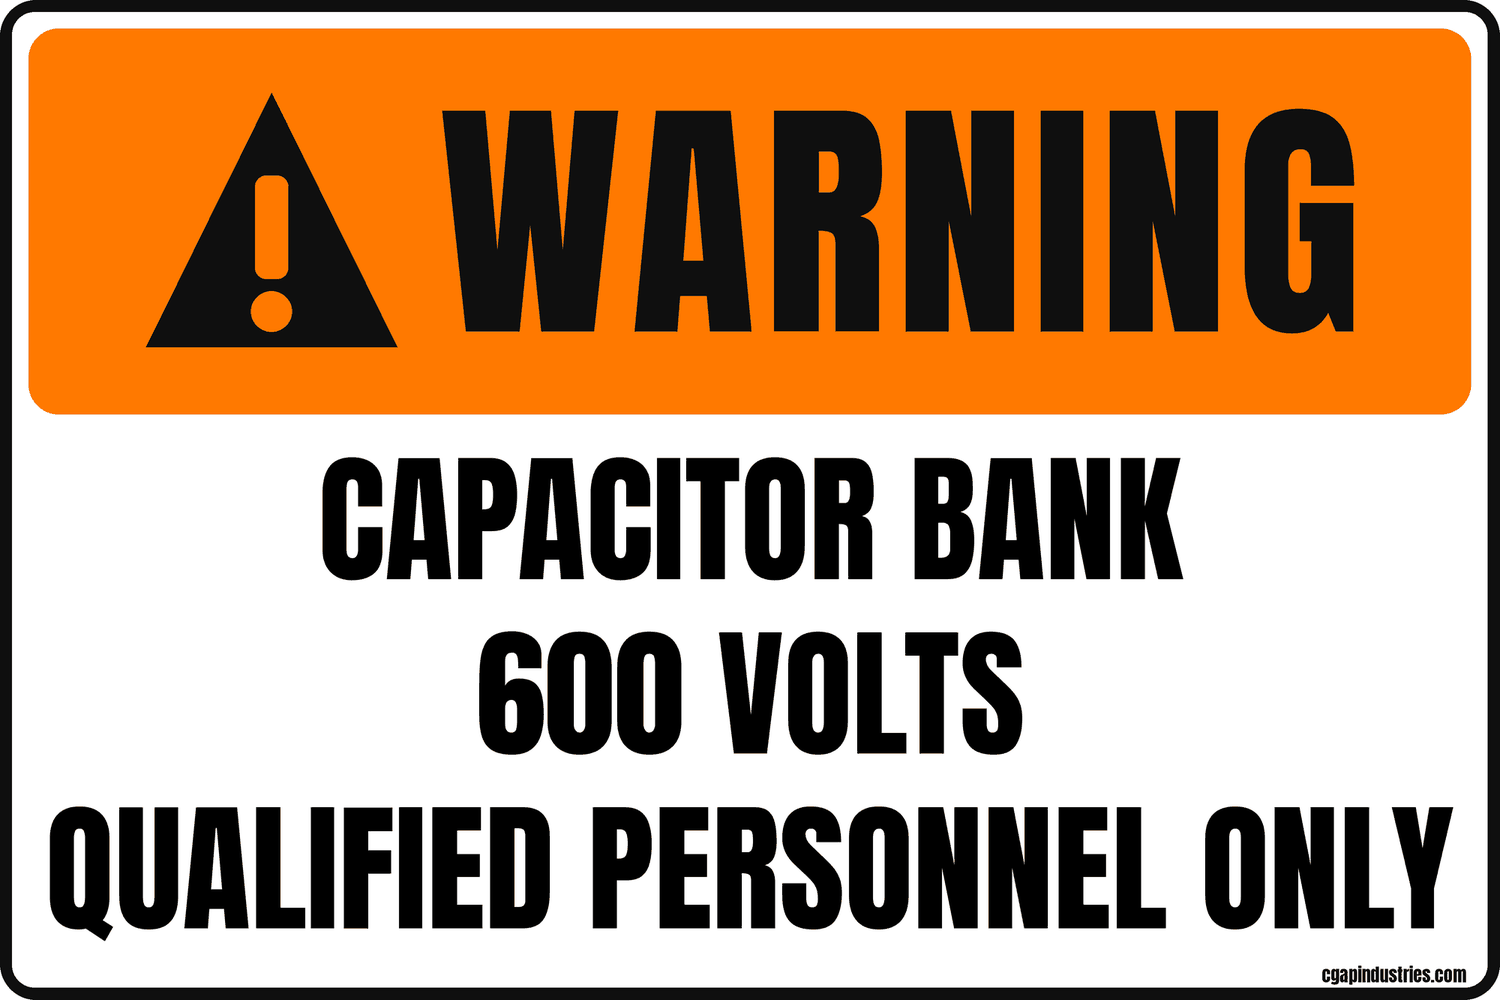 WARNING
CAPACITOR BANK
600 VOLTS
QUALIFIED PERSONNEL ONLY
cgapindustries.com